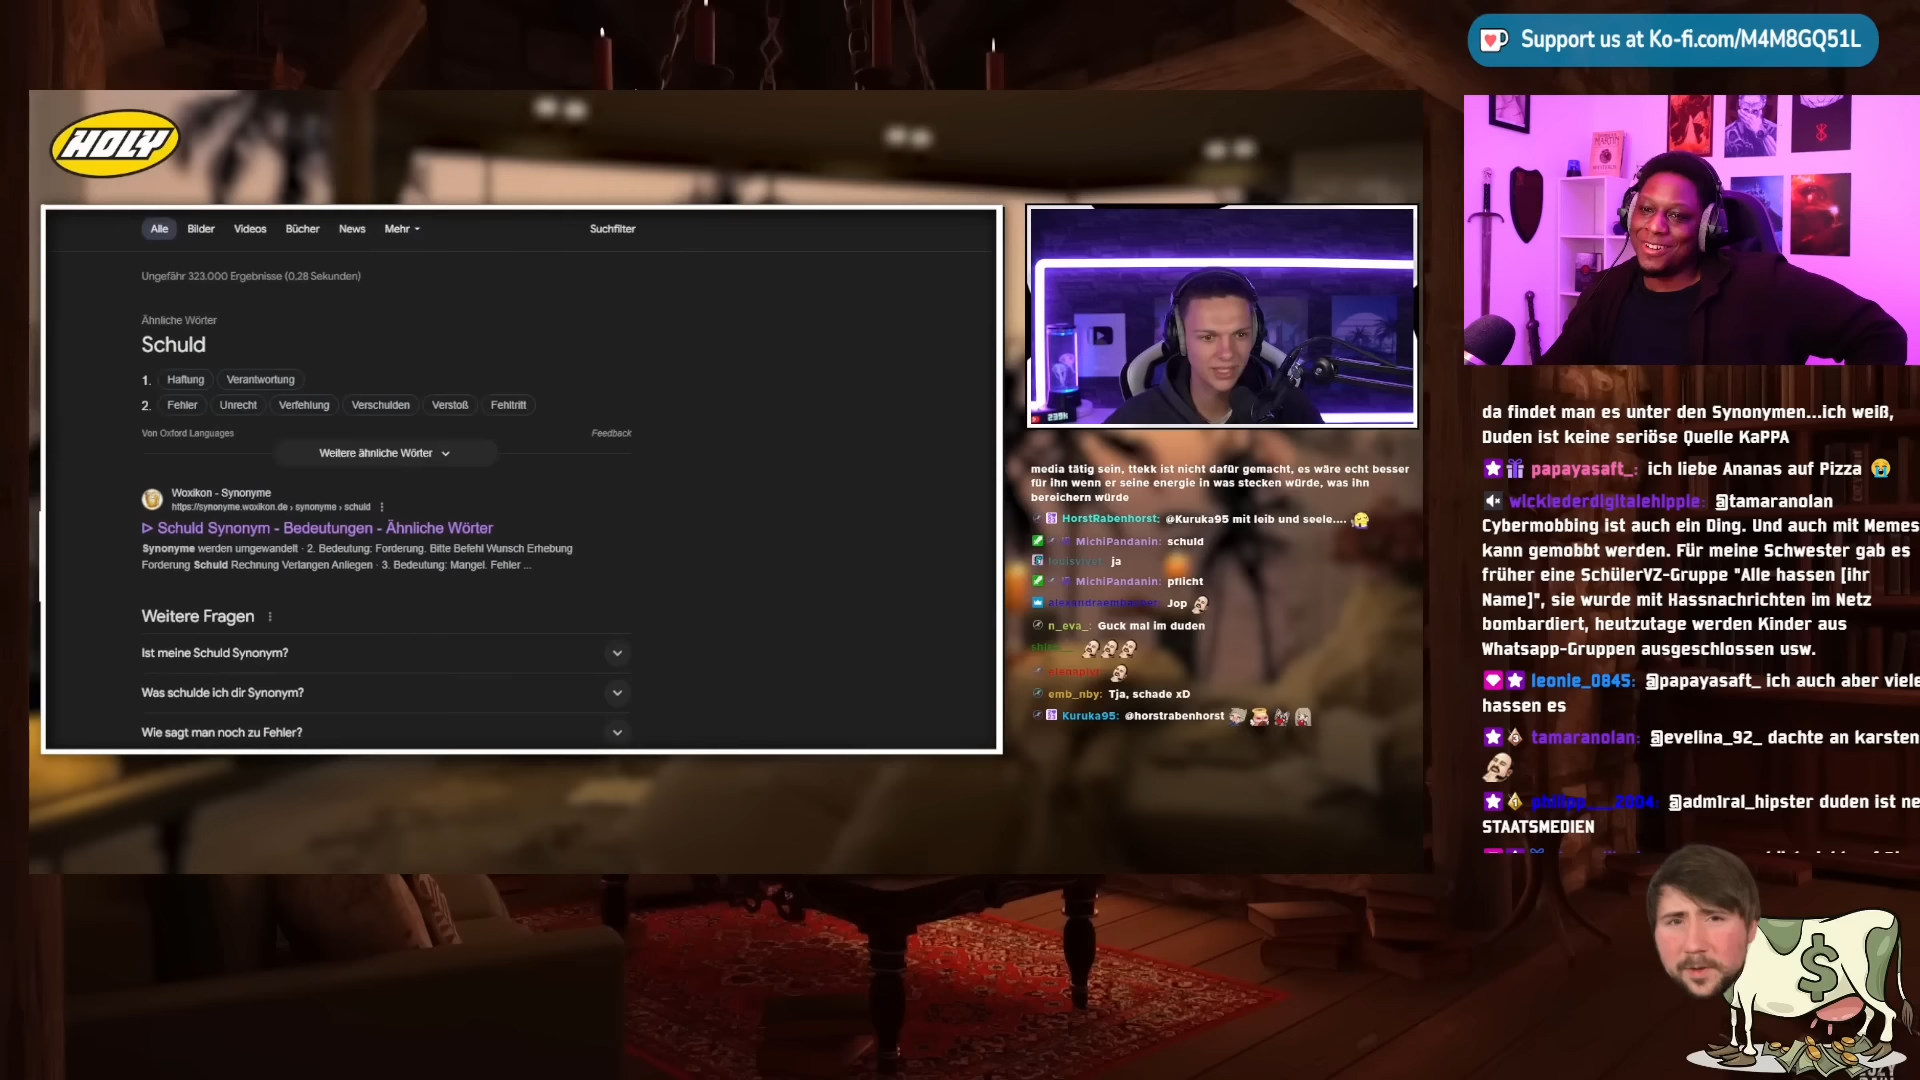 Support us at Ko-fi.com/M4M8GQ51L
HOLY
Alle Bilder Videos Bücher News Mehr Suchfilter
Ungefähr 323.000 Ergebnisse (0,28 Sekunden)
Ähnliche Wörter
Schuld
1. Haftung Verantwortung
2. Fehler Unrecht Verfehlung Verschulden Verstoß Fehltritt
Von Oxford Languages Feedback
Weitere ähnliche Wörter
Woxikon - Synonyme
https://synonyme.woxikon.de › synonyme › schuld
ᐅ Schuld Synonym - Bedeutungen - Ähnliche Wörter
Synonyme werden umgewandelt · 2. Bedeutung: Forderung. Bitte Befehl Wunsch Erhebung
Forderung Schuld Rechnung Verlangen Anliegen · 3. Bedeutung: Mangel. Fehler ...
Weitere Fragen
Ist meine Schuld Synonym?
Was schulde ich dir Synonym?
Wie sagt man noch zu Fehler?
239k
media tätig sein, ttekk ist nicht dafür gemacht, es wäre echt besser
für ihn wenn er seine energie in was stecken würde, was ihn
bereichern würde
HorstRabenhorst: @Kuruka95 mit leib und seele....
MichiPandanin: schuld
ja
MichiPandanin: pflicht
Jop
n_eva_: Guck mal im duden
emb_nby: Tja, schade xD
Kuruka95: @horstrabenhorst
da findet man es unter den Synonymen...ich weiß,
Duden ist keine seriöse Quelle KaPPA
papayasaft_: ich liebe Ananas auf Pizza 😭
wicklederdigitalehippie: @tamaranolan
Cybermobbing ist auch ein Ding. Und auch mit Memes
kann gemobbt werden. Für meine Schwester gab es
früher eine SchülerVZ-Gruppe "Alle hassen [ihr
Name]", sie wurde mit Hassnachrichten im Netz
bombardiert, heutzutage werden Kinder aus
Whatsapp-Gruppen ausgeschlossen usw.
leonie_0845: @papayasaft_ ich auch aber viele
hassen es
tamaranolan: @evelina_92_ dachte an karsten
philipp___2004: @adm1ral_hipster duden ist ne
STAATSMEDIEN
$